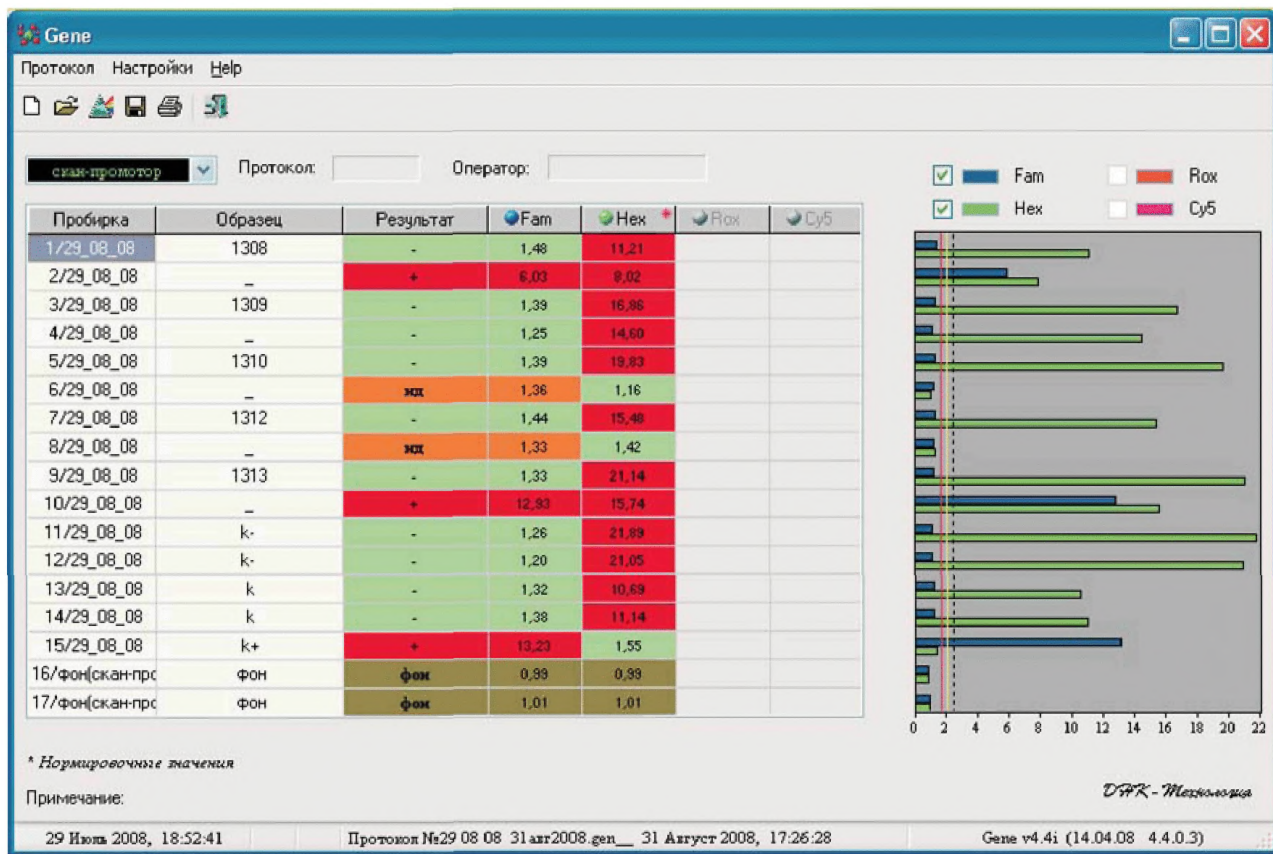 Gene
Протокол Настройки Help
скан-промотор Протокол: Оператор:
Fam Rox
Hex Cy5
Пробирка Образец Результат Fam Hex * Rox Cy5
1/29_08_08 1308 - 1,48 11,21
2/29_08_08 _ + 6,03 8,02
3/29_08_08 1309 - 1,39 16,86
4/29_08_08 _ - 1,25 14,60
5/29_08_08 1310 - 1,39 19,83
6/29_08_08 _ нд 1,36 1,16
7/29_08_08 1312 - 1,44 15,48
8/29_08_08 _ нд 1,33 1,42
9/29_08_08 1313 - 1,33 21,14
10/29_08_08 _ + 12,93 15,74
11/29_08_08 k- - 1,26 21,89
12/29_08_08 k- - 1,20 21,05
13/29_08_08 k - 1,32 10,69
14/29_08_08 k - 1,38 11,14
15/29_08_08 k+ + 13,23 1,55
16/фон(скан-прс фон фон 0,99 0,99
17/фон(скан-прс фон фон 1,01 1,01
0 2 4 6 8 10 12 14 16 18 20 22
* Нормировочные значения
Примечание:
ДНК-Технология
29 Июль 2008, 18:52:41 Протокол №29 08 08 31авг2008.gen__ 31 Август 2008, 17:26:28 Gene v4.4i (14.04.08 4.4.0.3)